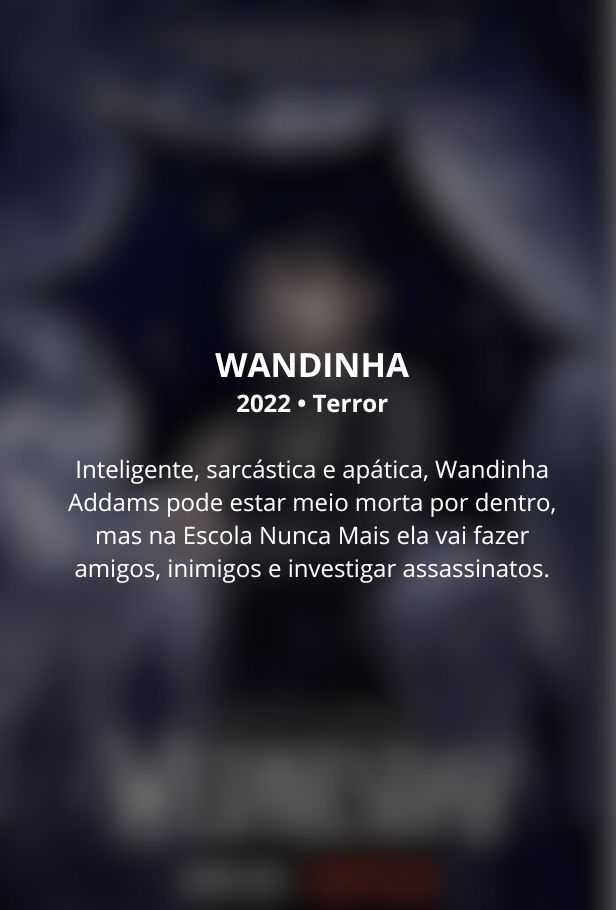 WANDINHA
2022 • Terror
Inteligente, sarcástica e apática, Wandinha
Addams pode estar meio morta por dentro,
mas na Escola Nunca Mais ela vai fazer
amigos, inimigos e investigar assassinatos.